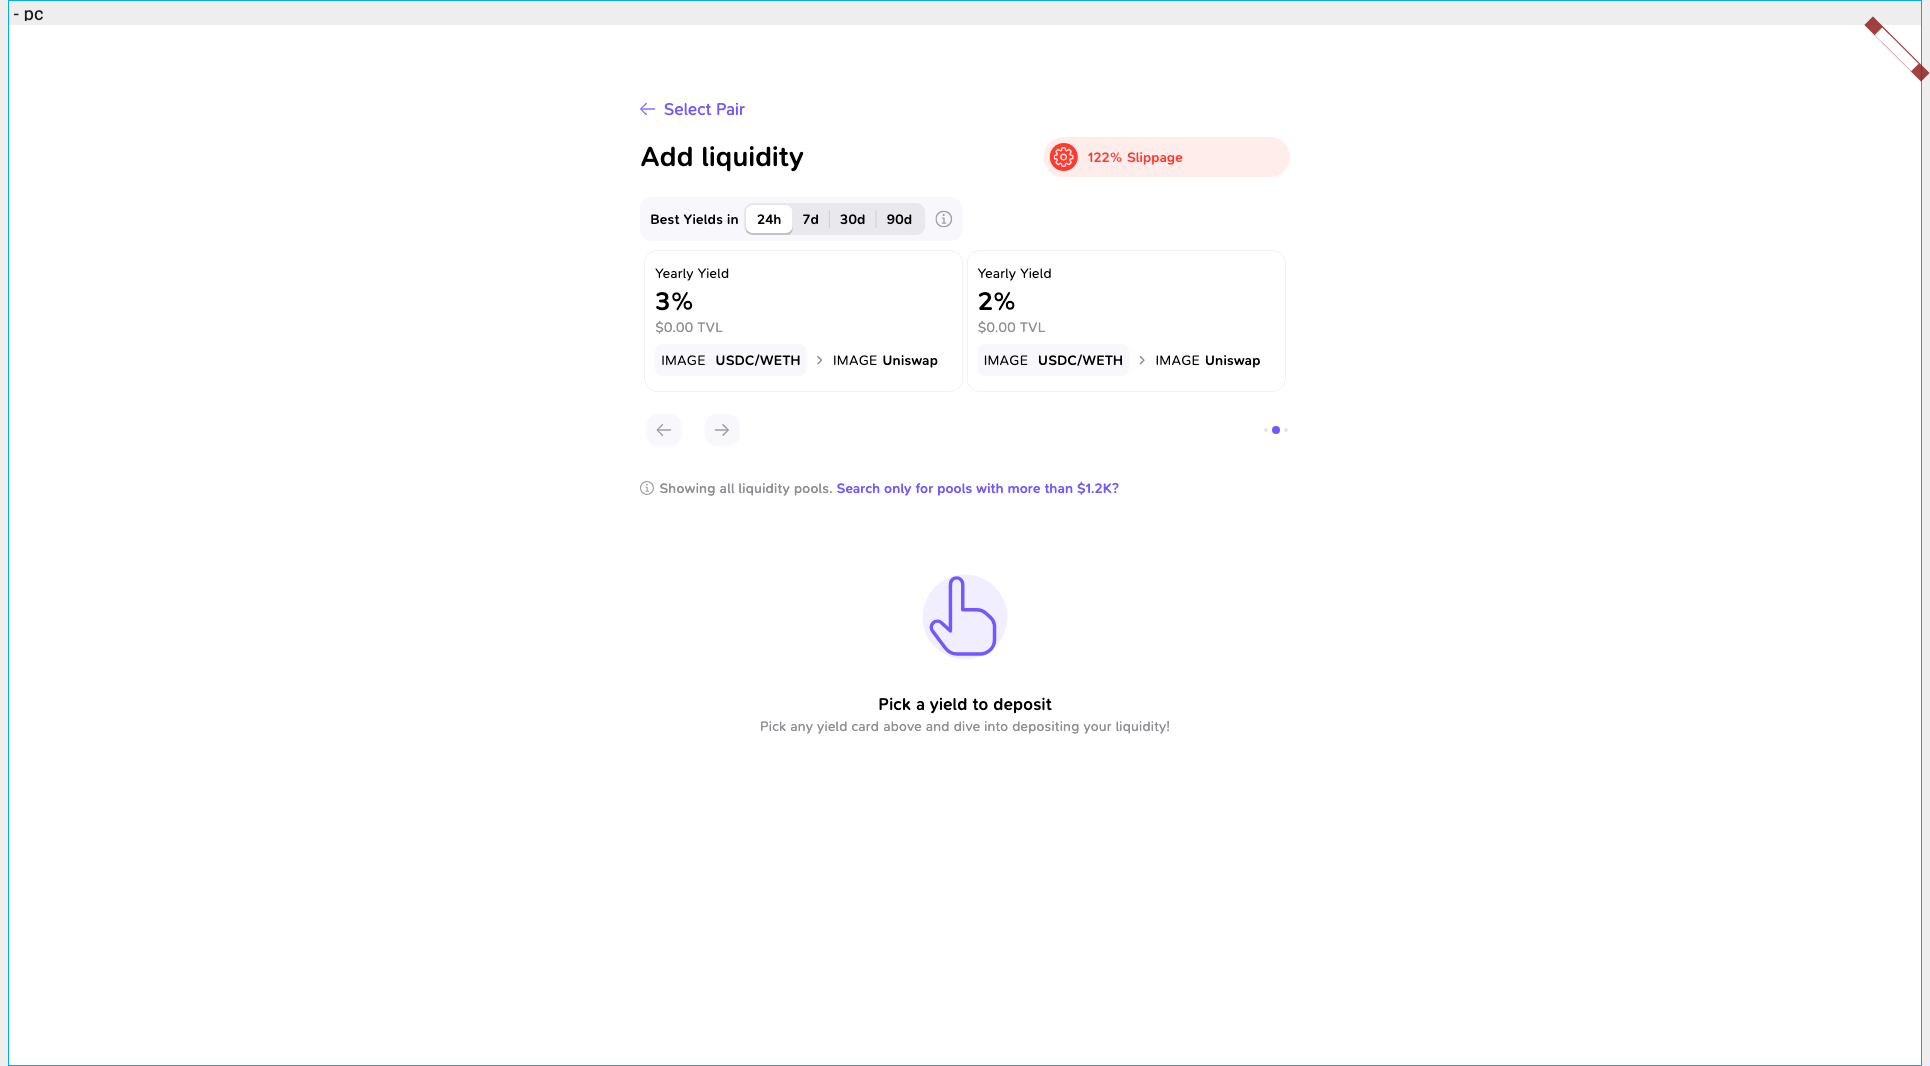 - pc
Select Pair
Add liquidity
122% Slippage
Best Yields in 24h 7d 30d 90d
Yearly Yield
3%
$0.00 TVL
IMAGE USDC/WETH IMAGE Uniswap
Yearly Yield
2%
$0.00 TVL
IMAGE USDC/WETH IMAGE Uniswap
Showing all liquidity pools. Search only for pools with more than $1.2K?
Pick a yield to deposit
Pick any yield card above and dive into depositing your liquidity!